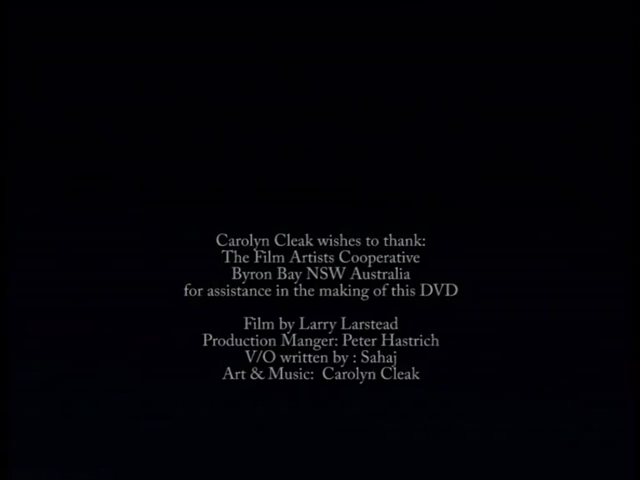 Carolyn Cleak wishes to thank:
The Film Artists Cooperative
Byron Bay NSW Australia
for assistance in the making of this DVD
Film by Larry Larstead
Production Manger: Peter Hastrich
V/O written by : Sahaj
Art & Music:  Carolyn Cleak